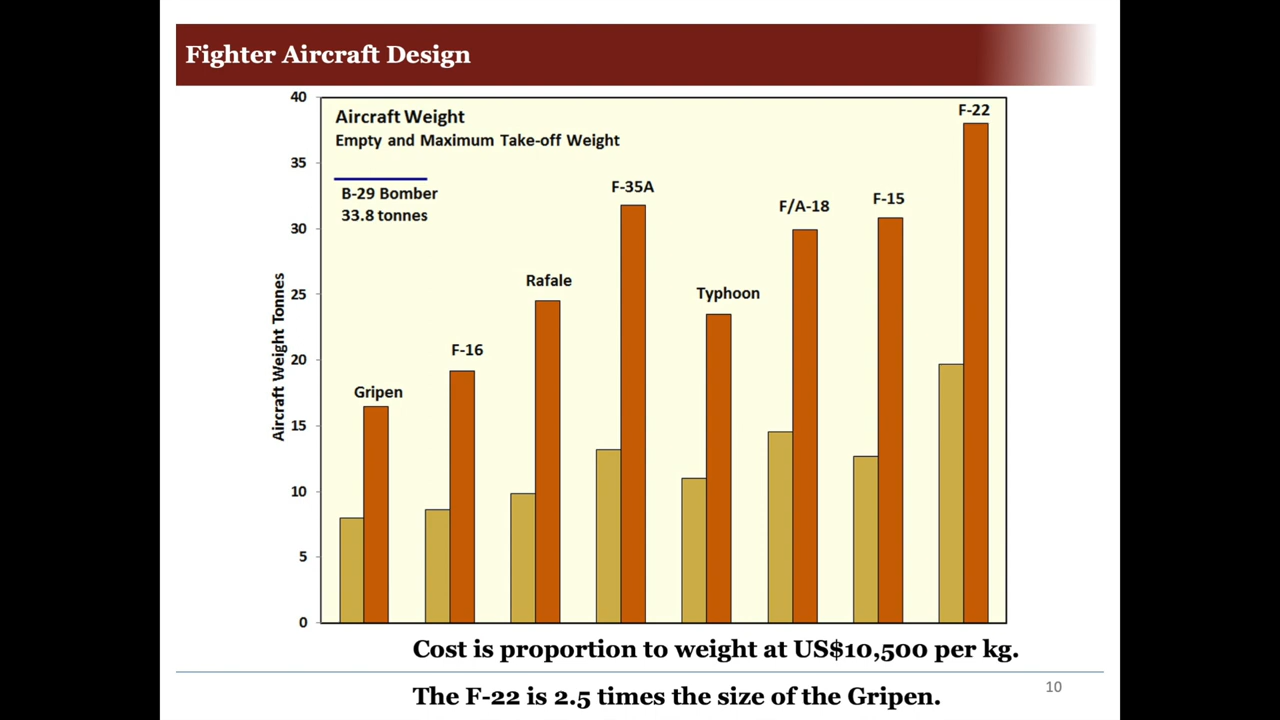 Fighter Aircraft Design
Aircraft Weight
Empty and Maximum Take-off Weight
B-29 Bomber
33.8 tonnes
Aircraft Weight Tonnes
40
35
30
25
20
15
10
5
0
Gripen
F-16
Rafale
F-35A
Typhoon
F/A-18
F-15
F-22
Cost is proportion to weight at US$10,500 per kg.
The F-22 is 2.5 times the size of the Gripen.
10